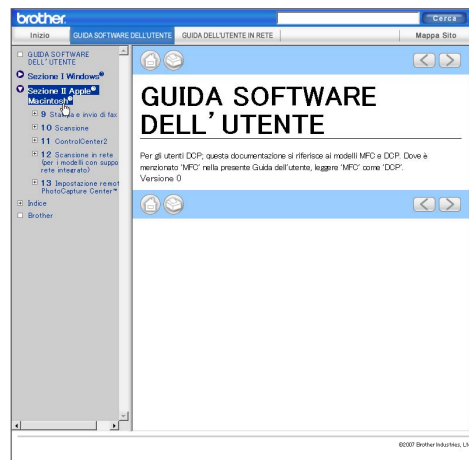 brother
Cerca
Inizio
GUIDA SOFTWARE DELL'UTENTE
GUIDA DELL'UTENTE IN RETE
Mappa Sito
GUIDA SOFTWARE
DELL'UTENTE
Sezione I Windows®
Sezione II Apple®
Macintosh®
9 Stampa e invio di fax
10 Scansione
11 ControlCenter2
12 Scansione in rete
(per i modelli con suppo
rete integrato)
13 Impostazione remot
PhotoCapture Center™
Indice
Brother
GUIDA SOFTWARE
DELL'UTENTE
Per gli utenti DCP; questa documentazione si riferisce ai modelli MFC e DCP. Dove è
menzionato 'MFC' nella presente Guida dell'utente, leggere 'MFC' come 'DCP'.
Versione 0
©2007 Brother Industries, Lt